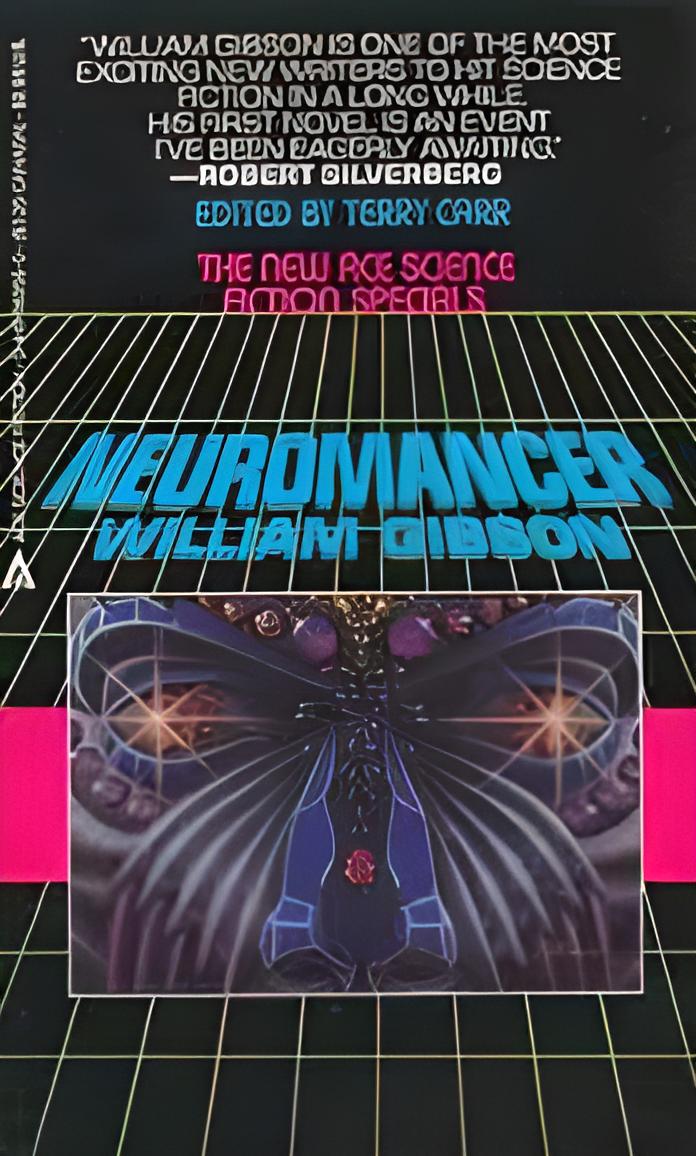 "WILLIAM GIBSON IS ONE OF THE MOST
EXCITING NEW WRITERS TO HIT SCIENCE
FICTION IN A LONG WHILE.
HIS FIRST NOVEL IS AN EVENT
I'VE BEEN EAGERLY AWAITING."
—ROBERT SILVERBERG
EDITED BY TERRY CARR
THE NEW ACE SCIENCE
FICTION SPECIALS
NEUROMANCER
WILLIAM GIBSON